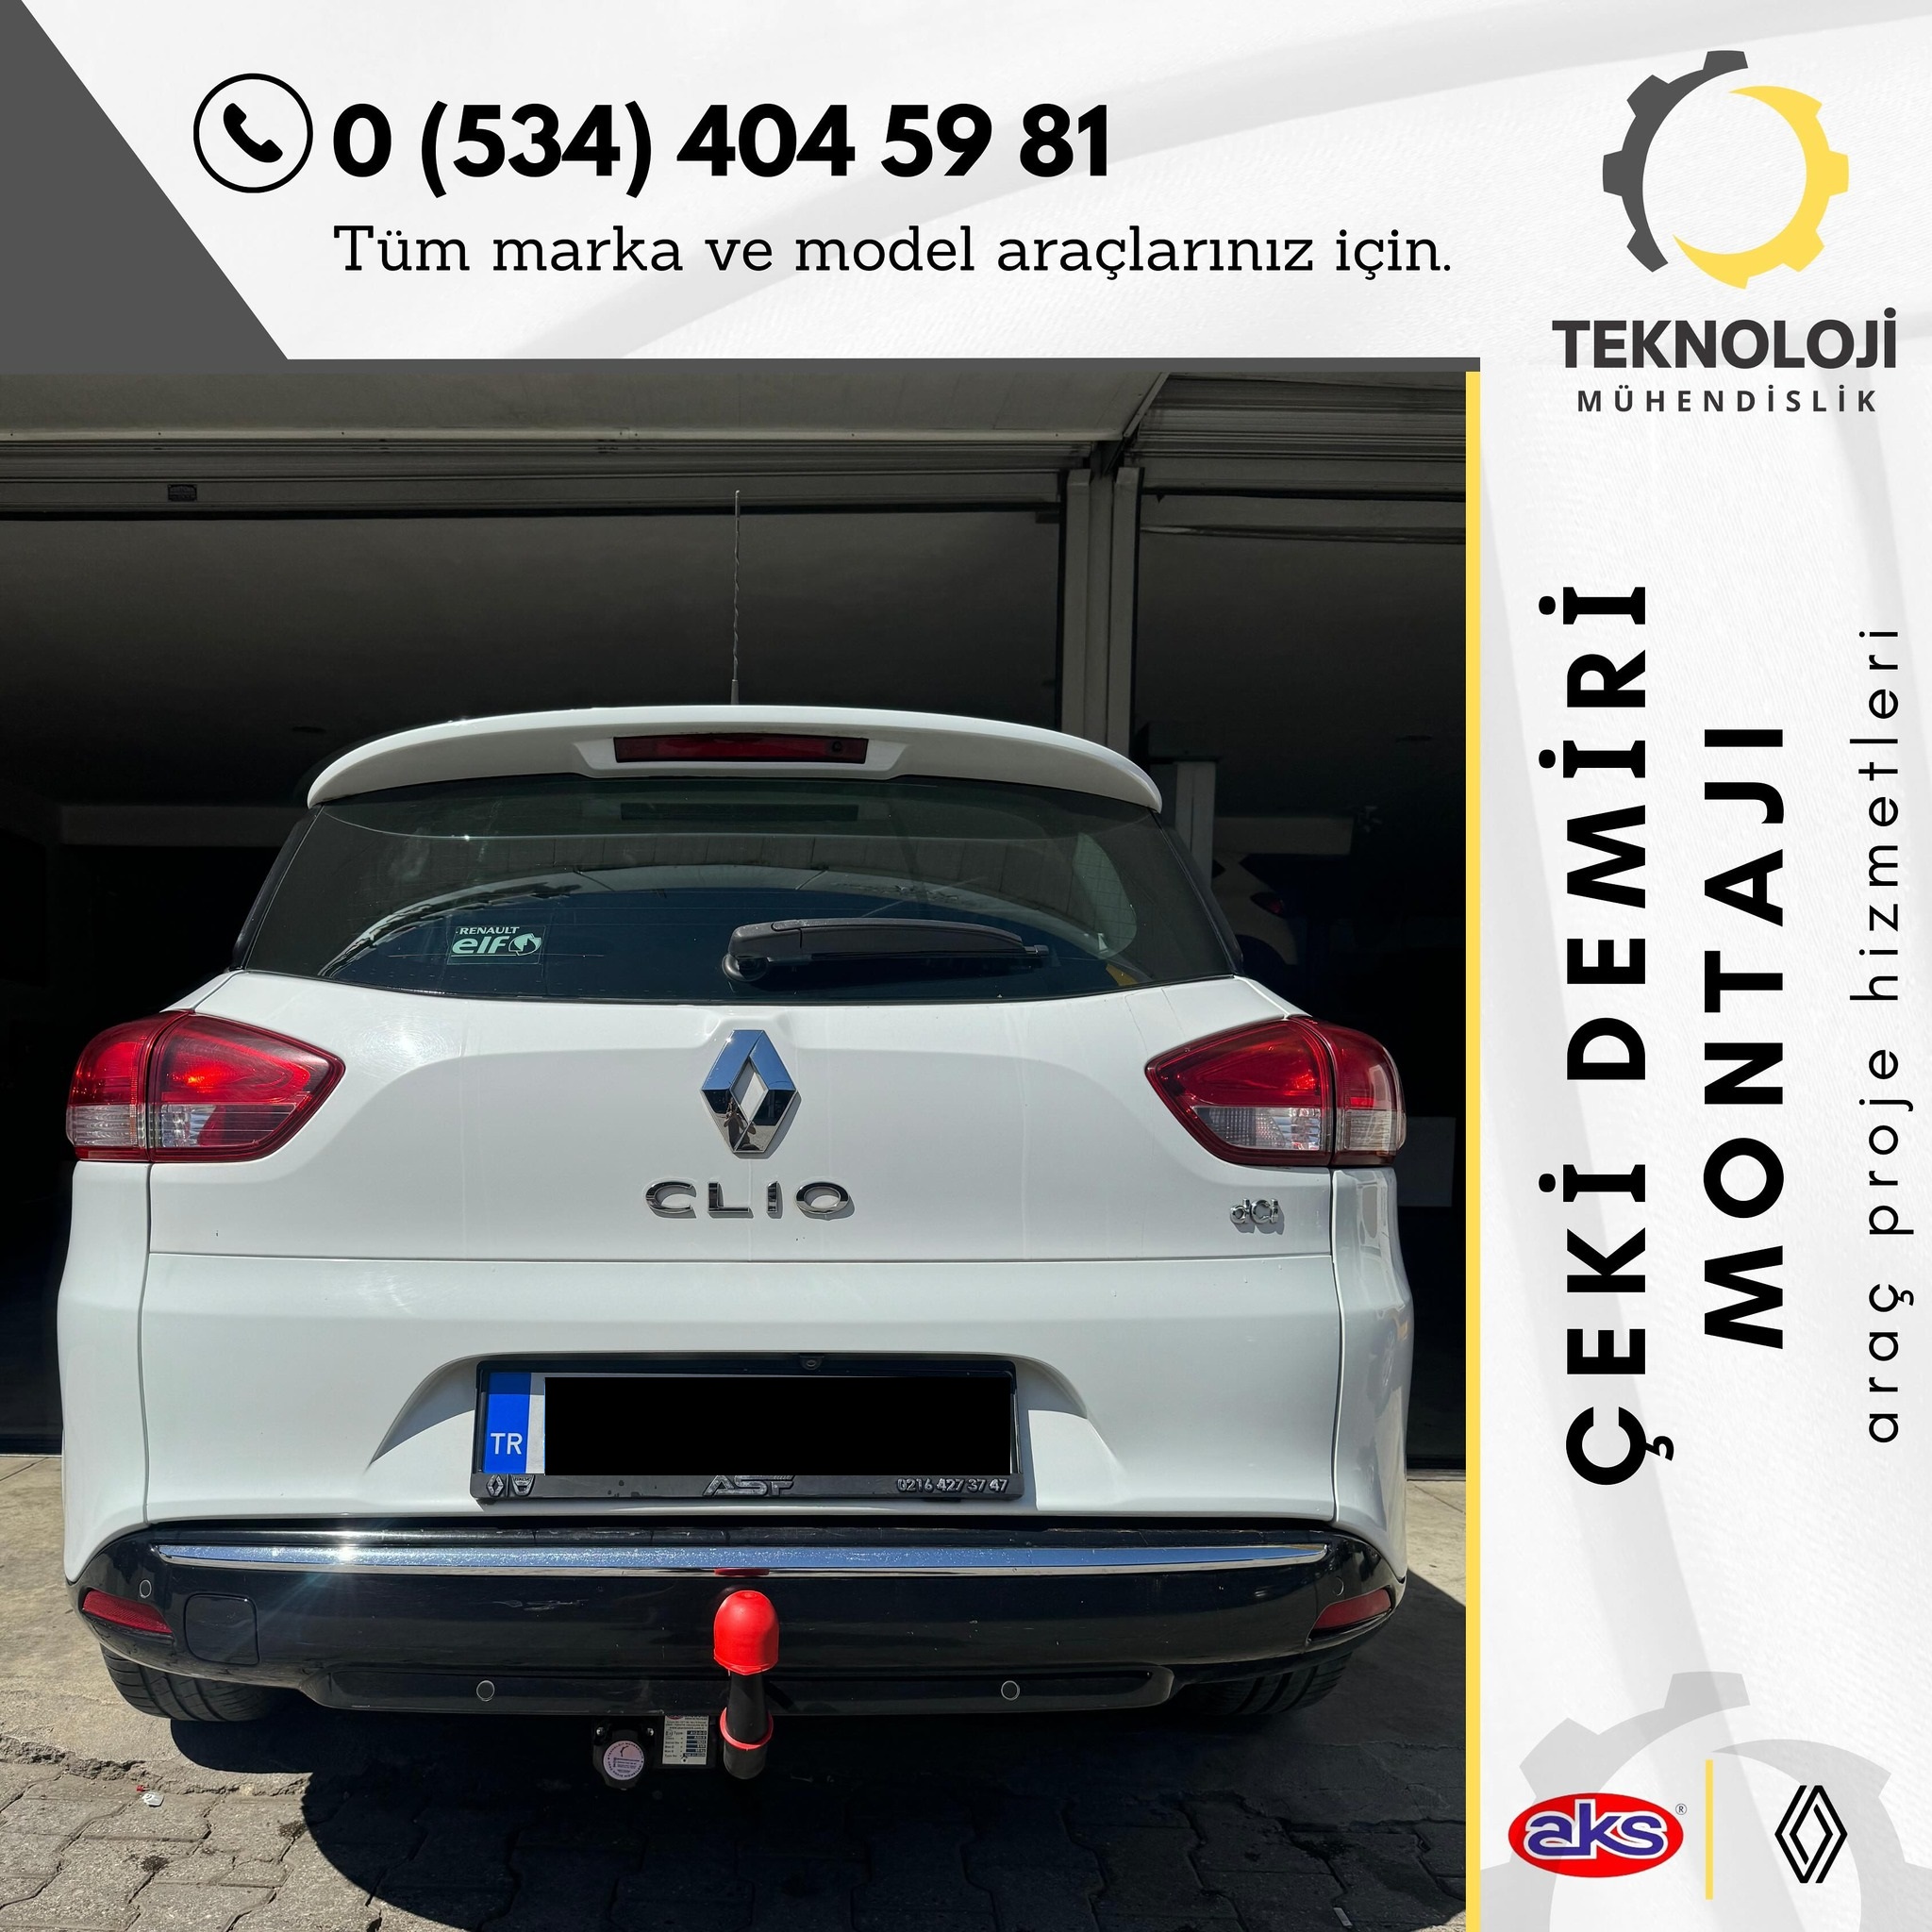 0 (534) 404 59 81
Tüm marka ve model araçlarınız için.
TEKNOLOJİ
MÜHENDİSLİK
ÇEKİ DEMİRİ
MONTAJI
araç proje hizmetleri
RENAULT
elf
CLIO
dCi
TR
ASF
0216 427 37 47
aks®